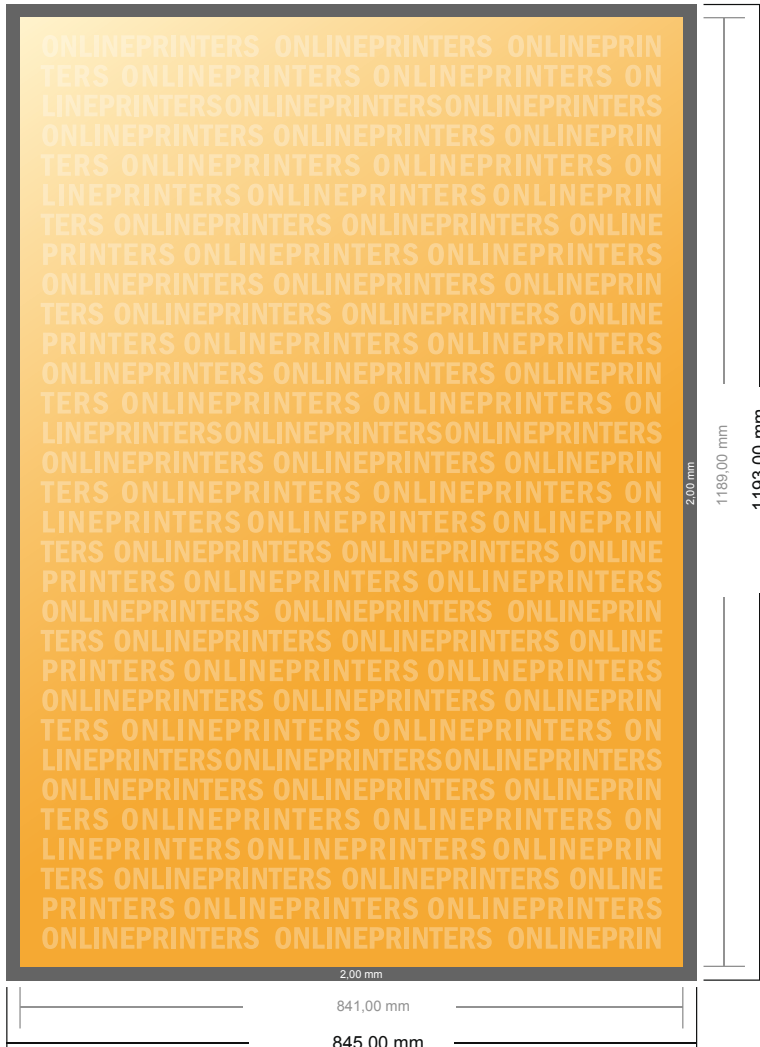 ONLINEPRINTERS ONLINEPRINTERS ONLINEPRIN
TERS ONLINEPRINTERS ONLINEPRINTERS ON
LINEPRINTERSONLINEPRINTERSONLINEPRINTERS
ONLINEPRINTERS ONLINEPRINTERS ONLINEPRIN
TERS ONLINEPRINTERS ONLINEPRINTERS ON
LINEPRINTERS ONLINEPRINTERS ONLINEPRIN
TERS ONLINEPRINTERS ONLINEPRINTERS ONLINE
PRINTERS ONLINEPRINTERS ONLINEPRINTERS
ONLINEPRINTERS ONLINEPRINTERS ONLINEPRIN
TERS ONLINEPRINTERS ONLINEPRINTERS ONLINE
PRINTERS ONLINEPRINTERS ONLINEPRINTERS
ONLINEPRINTERS ONLINEPRINTERS ONLINEPRIN
TERS ONLINEPRINTERS ONLINEPRINTERS ON
LINEPRINTERSONLINEPRINTERSONLINEPRINTERS
ONLINEPRINTERS ONLINEPRINTERS ONLINEPRIN
TERS ONLINEPRINTERS ONLINEPRINTERS ON
LINEPRINTERS ONLINEPRINTERS ONLINEPRIN
TERS ONLINEPRINTERS ONLINEPRINTERS ONLINE
PRINTERS ONLINEPRINTERS ONLINEPRINTERS
ONLINEPRINTERS ONLINEPRINTERS ONLINEPRIN
TERS ONLINEPRINTERS ONLINEPRINTERS ONLINE
PRINTERS ONLINEPRINTERS ONLINEPRINTERS
ONLINEPRINTERS ONLINEPRINTERS ONLINEPRIN
TERS ONLINEPRINTERS ONLINEPRINTERS ON
LINEPRINTERSONLINEPRINTERSONLINEPRINTERS
ONLINEPRINTERS ONLINEPRINTERS ONLINEPRIN
TERS ONLINEPRINTERS ONLINEPRINTERS ON
LINEPRINTERS ONLINEPRINTERS ONLINEPRIN
TERS ONLINEPRINTERS ONLINEPRINTERS ONLINE
PRINTERS ONLINEPRINTERS ONLINEPRINTERS
ONLINEPRINTERS ONLINEPRINTERS ONLINEPRIN
2,00 mm
1189,00 mm
1193,00 mm
2,00 mm
841,00 mm
845,00 mm